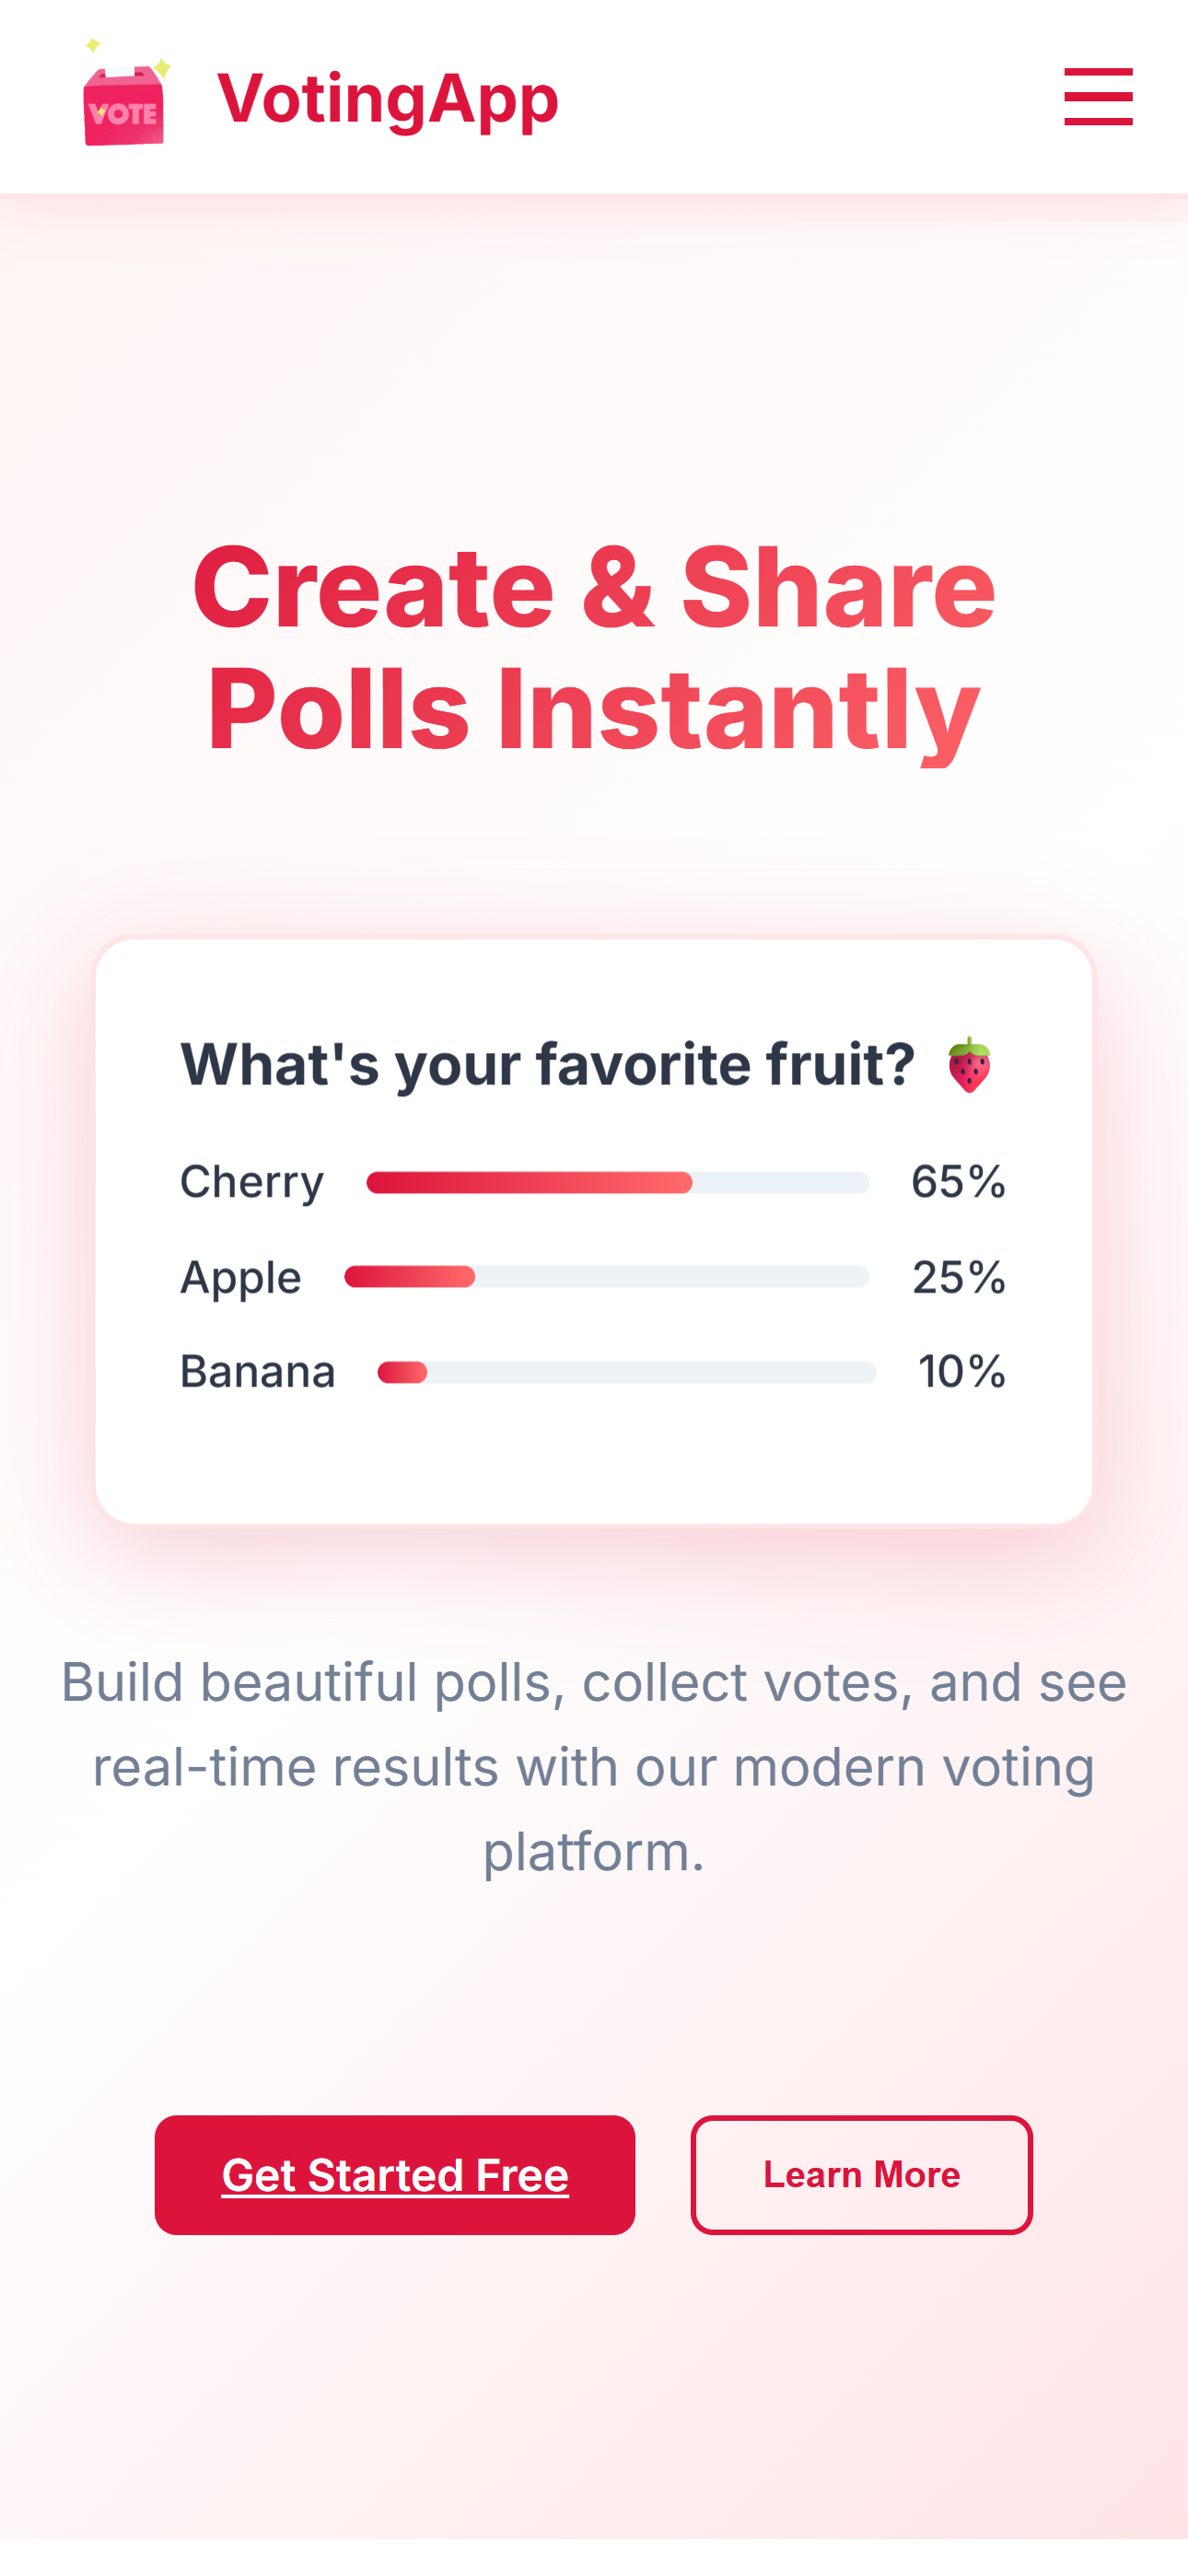 VOTE
VotingApp
Create & Share
Polls Instantly
What's your favorite fruit? 🍓
Cherry 65%
Apple 25%
Banana 10%
Build beautiful polls, collect votes, and see
real-time results with our modern voting
platform.
Get Started Free
Learn More